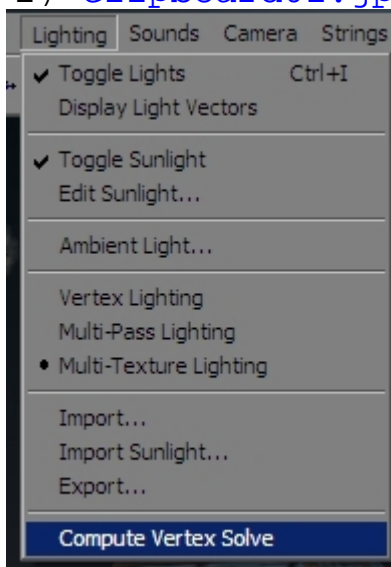 Lighting Sounds Camera Strings
Toggle Lights Ctrl+I
Display Light Vectors
Toggle Sunlight
Edit Sunlight...
Ambient Light...
Vertex Lighting
Multi-Pass Lighting
Multi-Texture Lighting
Import...
Import Sunlight...
Export...
Compute Vertex Solve